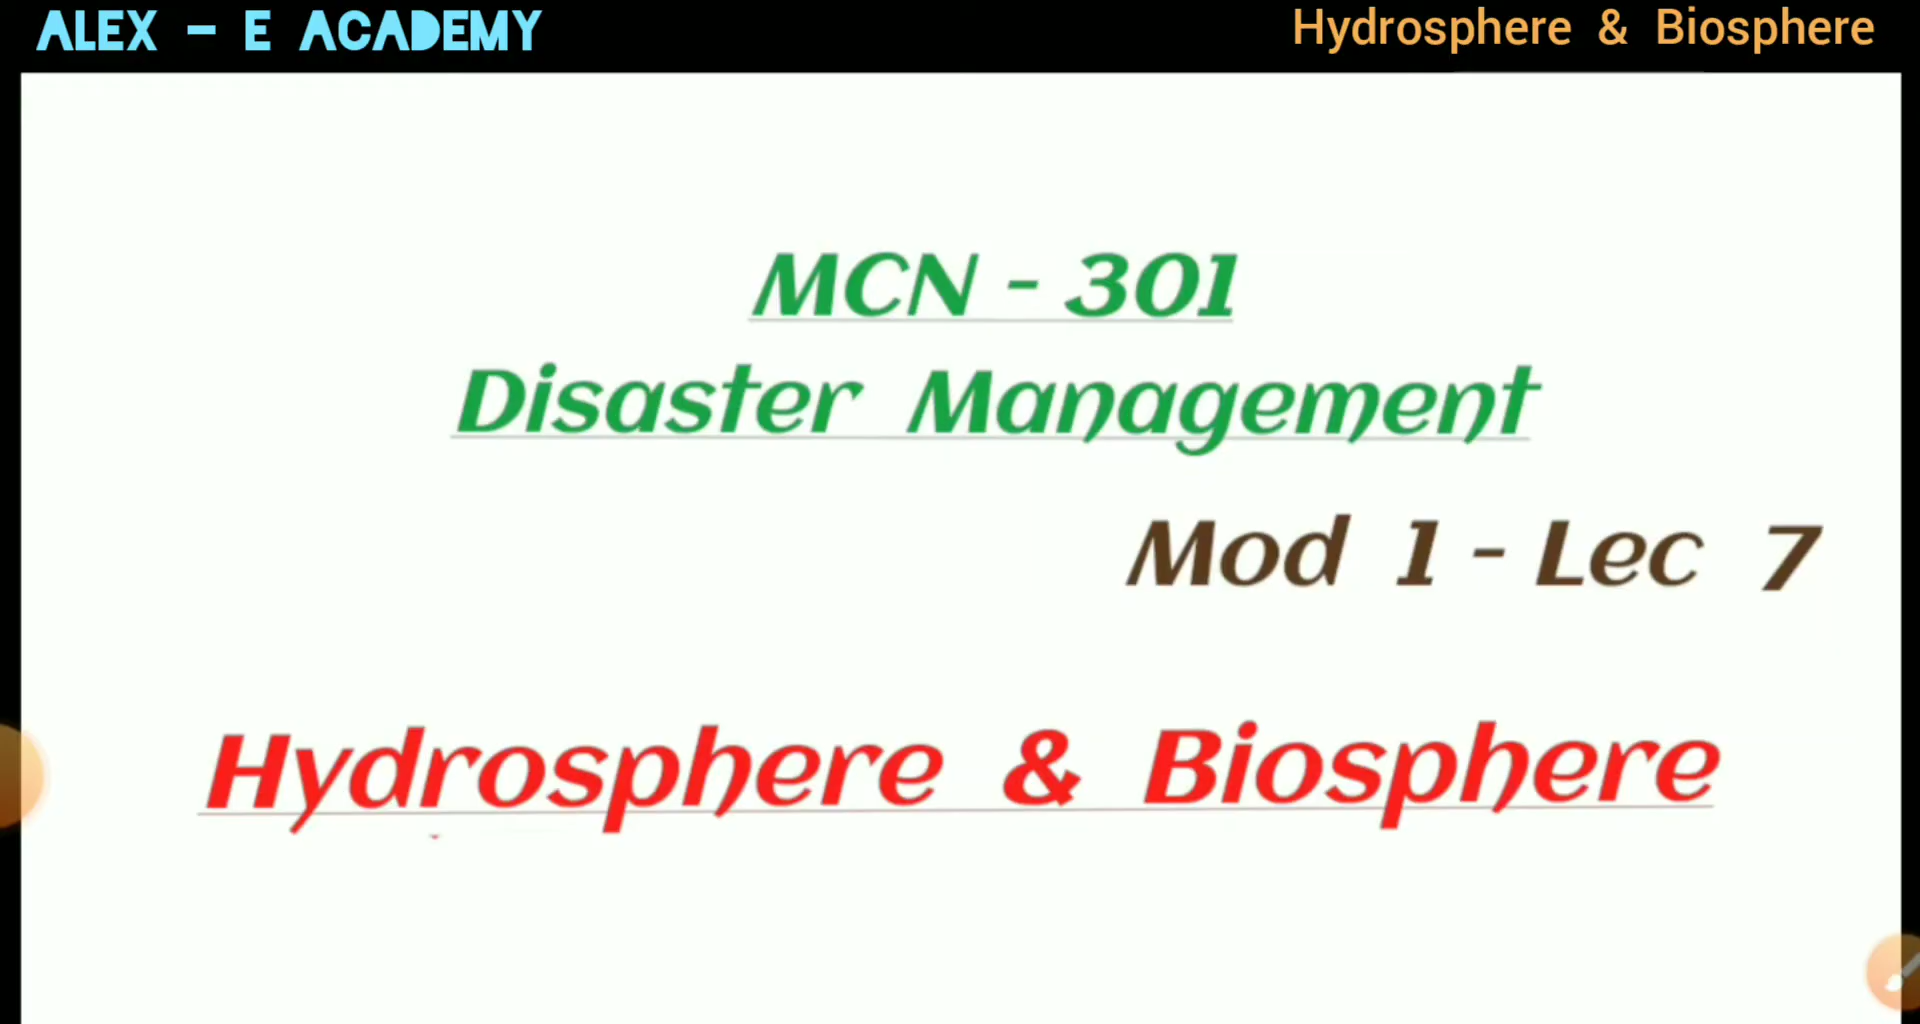 ALEX - E ACADEMY
Hydrosphere & Biosphere
MCN - 301
Disaster Management
Mod 1 - Lec 7
Hydrosphere & Biosphere